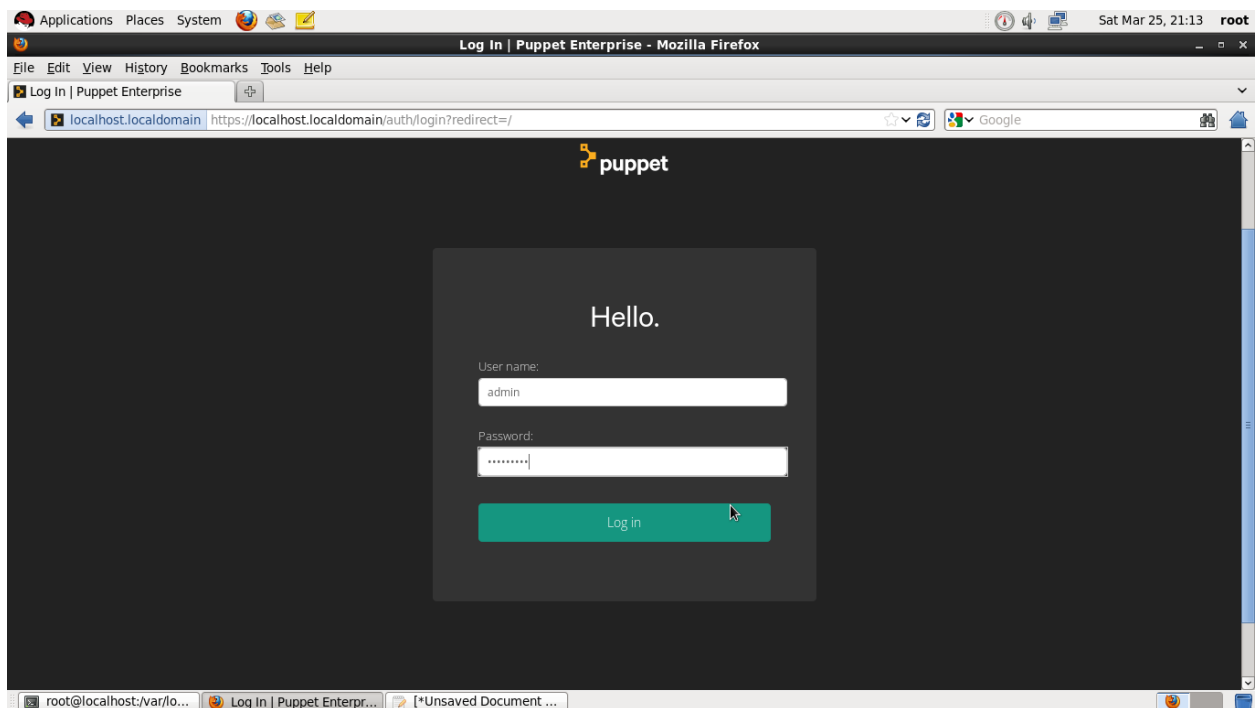 Applications Places System Sat Mar 25, 21:13 root
Log In | Puppet Enterprise - Mozilla Firefox
File Edit View History Bookmarks Tools Help
Log In | Puppet Enterprise
localhost.localdomain https://localhost.localdomain/auth/login?redirect=/ Google
puppet
Hello.
User name:
admin
Password:
•••••••••
Log in
root@localhost:/var/lo... Log In | Puppet Enterpr... [*Unsaved Document ...